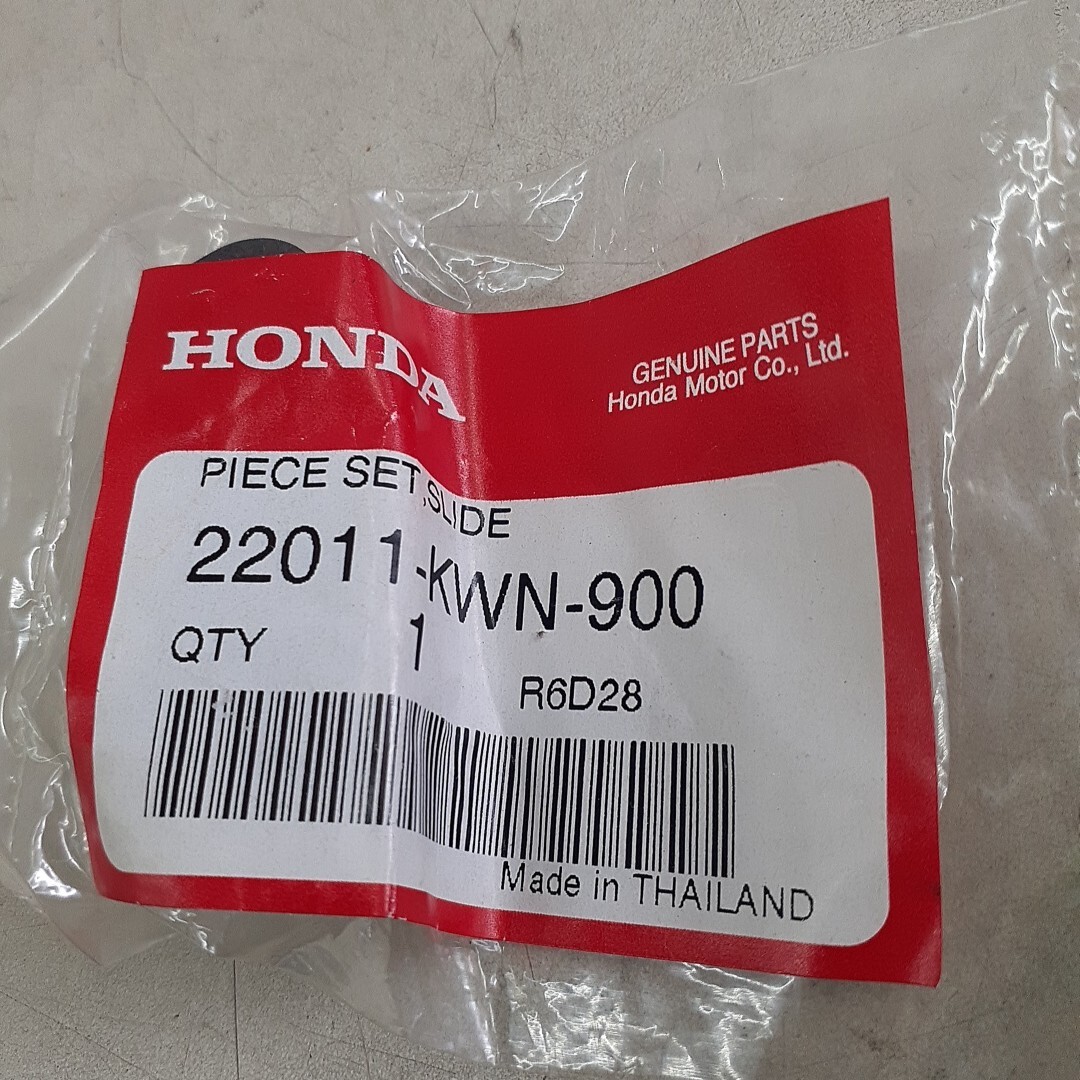 HONDA
GENUINE PARTS
Honda Motor Co., Ltd.
PIECE SET,SLIDE
22011-KWN-900
QTY 1
R6D28
Made in THAILAND